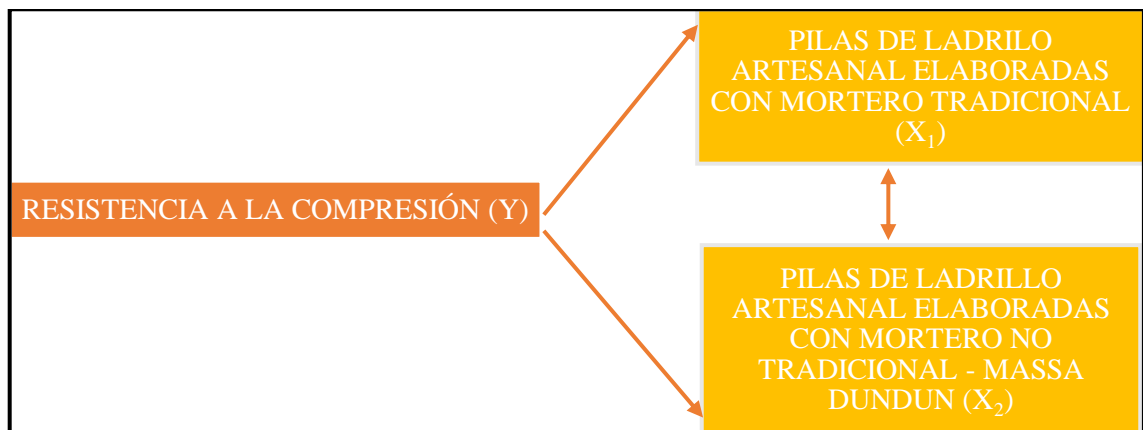 PILAS DE LADRILO
ARTESANAL ELABORADAS
CON MORTERO TRADICIONAL
(X₁)
RESISTENCIA A LA COMPRESIÓN (Y)
PILAS DE LADRILLO
ARTESANAL ELABORADAS
CON MORTERO NO
TRADICIONAL - MASSA
DUNDUN (X₂)